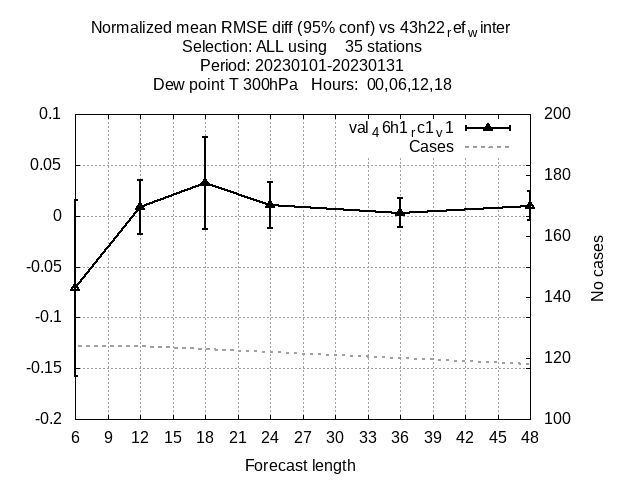 Normalized mean RMSE diff (95% conf) vs 43h22refwinter
Selection: ALL using    35 stations
Period: 20230101-20230131
Dew point T 300hPa   Hours:  00,06,12,18
val46h1rc1v1
Cases
0.1
0.05
0
-0.05
-0.1
-0.15
-0.2
200
180
160
140
120
100
No cases
6 9 12 15 18 21 24 27 30 33 36 39 42 45 48
Forecast length